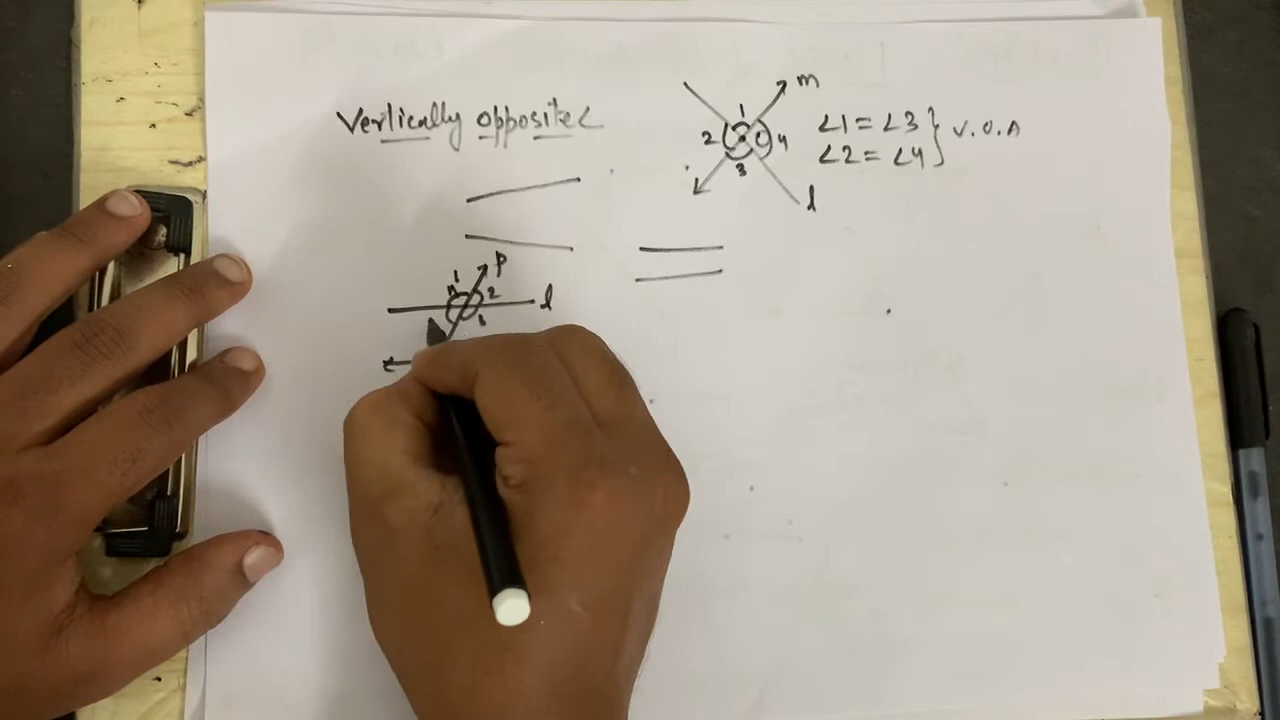 Vertically opposite ∠
m
1
2
4
3
l
∠1 = ∠3
∠2 = ∠4
V.O.A
p
1
2
l